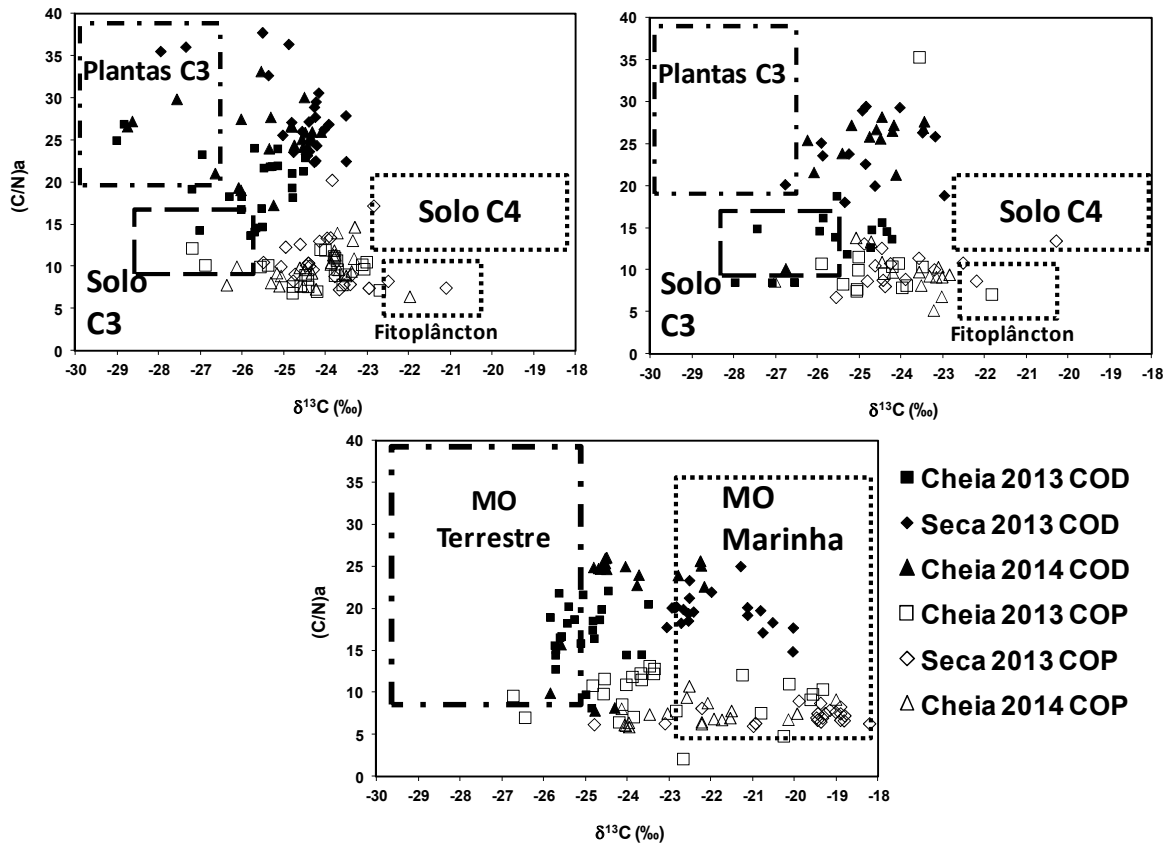 40
35
30
25
20
15
10
5
0
(C/N)a
Plantas C3
Solo C4
Solo
C3
Fitoplâncton
-30 -29 -28 -27 -26 -25 -24 -23 -22 -21 -20 -19 -18
δ¹³C (‰)
40
35
30
25
20
15
10
5
0
Plantas C3
Solo C4
Solo
C3
Fitoplâncton
-30 -29 -28 -27 -26 -25 -24 -23 -22 -21 -20 -19 -18
δ¹³C (‰)
40
35
30
25
20
15
10
5
0
(C/N)a
MO
Terrestre
MO
Marinha
-30 -29 -28 -27 -26 -25 -24 -23 -22 -21 -20 -19 -18
δ¹³C (‰)
Cheia 2013 COD
Seca 2013 COD
Cheia 2014 COD
Cheia 2013 COP
Seca 2013 COP
Cheia 2014 COP